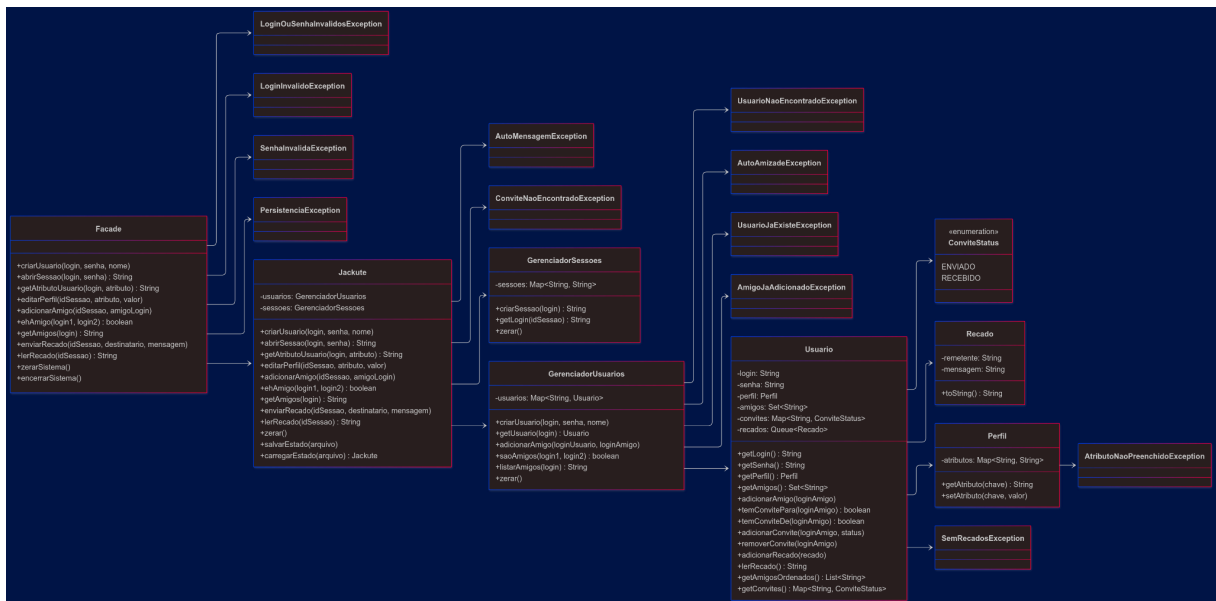 LoginOuSenhaInvalidosException
LoginInvalidoException
SenhaInvalidaException
PersistenciaException
Facade
+criarUsuario(login, senha, nome)
+abrirSessao(login, senha) : String
+getAtributoUsuario(login, atributo) : String
+editarPerfil(idSessao, atributo, valor)
+adicionarAmigo(idSessao, amigoLogin)
+ehAmigo(login1, login2) : boolean
+getAmigos(login) : String
+enviarRecado(idSessao, destinatario, mensagem)
+lerRecado(idSessao) : String
+zerarSistema()
+encerrarSistema()
Jackute
-usuarios: GerenciadorUsuarios
-sessoes: GerenciadorSessoes
+criarUsuario(login, senha, nome)
+abrirSessao(login, senha) : String
+getAtributoUsuario(login, atributo) : String
+editarPerfil(idSessao, atributo, valor)
+adicionarAmigo(idSessao, amigoLogin)
+ehAmigo(login1, login2) : boolean
+getAmigos(login) : String
+enviarRecado(idSessao, destinatario, mensagem)
+lerRecado(idSessao) : String
+zerar()
+salvarEstado(arquivo)
+carregarEstado(arquivo) : Jackute
AutoMensagemException
ConviteNaoEncontradoException
GerenciadorSessoes
-sessoes: Map<String, String>
+criarSessao(login) : String
+getLogin(idSessao) : String
+zerar()
GerenciadorUsuarios
-usuarios: Map<String, Usuario>
+criarUsuario(login, senha, nome)
+getUsuario(login) : Usuario
+adicionarAmigo(loginUsuario, loginAmigo)
+saoAmigos(login1, login2) : boolean
+listarAmigos(login) : String
+zerar()
UsuarioNaoEncontradoException
AutoAmizadeException
UsuarioJaExisteException
AmigoJaAdicionadoException
Usuario
-login: String
-senha: String
-perfil: Perfil
-amigos: Set<String>
-convites: Map<String, ConviteStatus>
-recados: Queue<Recado>
+getLogin() : String
+getSenha() : String
+getPerfil() : Perfil
+getAmigos() : Set<String>
+adicionarAmigo(loginAmigo)
+temConvitePara(loginAmigo) : boolean
+temConviteDe(loginAmigo) : boolean
+adicionarConvite(loginAmigo, status)
+removerConvite(loginAmigo)
+adicionarRecado(recado)
+lerRecado() : String
+getAmigosOrdenados() : List<String>
+getConvites() : Map<String, ConviteStatus>
«enumeration»
ConviteStatus
ENVIADO
RECEBIDO
Recado
-remetente: String
-mensagem: String
+toString() : String
Perfil
-atributos: Map<String, String>
+getAtributo(chave) : String
+setAtributo(chave, valor)
SemRecadosException
AtributoNaoPreenchidoException